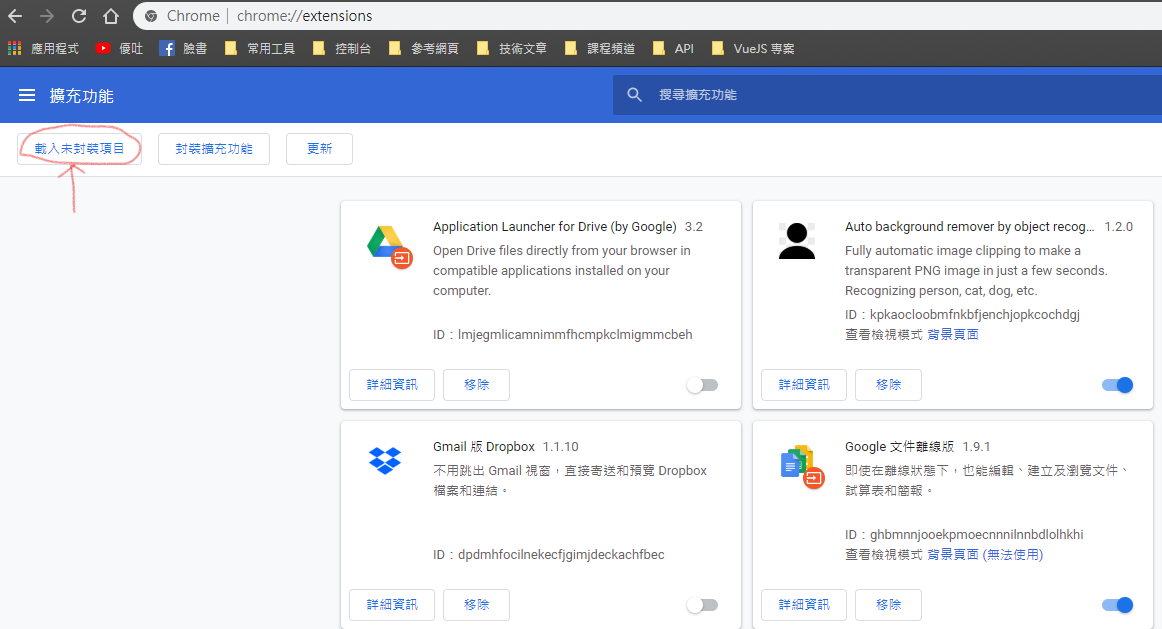 Chrome | chrome://extensions
應用程式 優吐 臉書 常用工具 控制台 參考網頁 技術文章 課程頻道 API VueJS 專案
擴充功能 搜尋擴充功能
載入未封裝項目 封裝擴充功能 更新
Application Launcher for Drive (by Google) 3.2
Open Drive files directly from your browser in
compatible applications installed on your
computer.
ID：lmjegmlicamnimmfhcmpkclmigmmcbeh
詳細資訊 移除
Auto background remover by object recog... 1.2.0
Fully automatic image clipping to make a
transparent PNG image in just a few seconds.
Recognizing person, cat, dog, etc.
ID：kpkaocloobmfnkbfjenchjopkcochdgj
查看檢視模式 背景頁面
詳細資訊 移除
Gmail 版 Dropbox 1.1.10
不用跳出 Gmail 視窗，直接寄送和預覽 Dropbox
檔案和連結。
ID：dpdmhfocilnekecfjgimjdeckachfbec
詳細資訊 移除
Google 文件離線版 1.9.1
即使在離線狀態下，也能編輯、建立及瀏覽文件、
試算表和簡報。
ID：ghbmnnjooekpmoecnnnilnnbdlolhkhi
查看檢視模式 背景頁面 (無法使用)
詳細資訊 移除